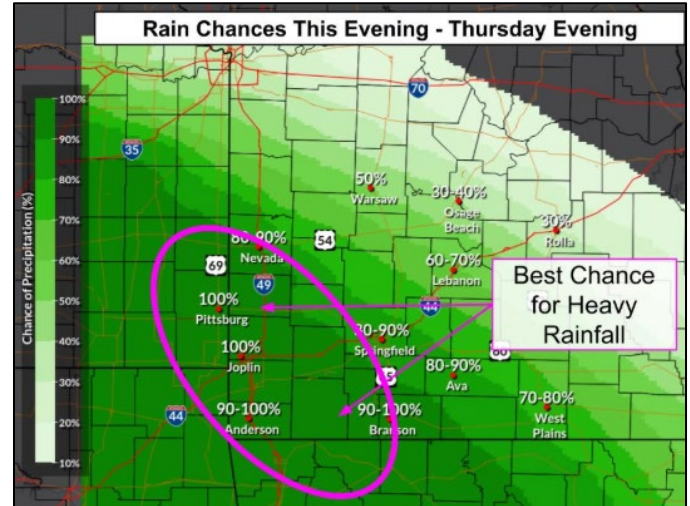 Rain Chances This Evening - Thursday Evening
70
100%
35
90%
80%
50%
Warsaw
30-40%
Osage
Beach
70%
30%
Rolla
80-90%
Nevada
54
60%
69
60-70%
Lebanon
49
Best Chance
for Heavy
Rainfall
50%
100%
Pittsburg
44
40%
Springfield
60
100%
Joplin
30%
80-90%
Ava
70-80%
West
Plains
20%
44
90-100%
Anderson
90-100%
Branson
10%
Chance of Precipitation (%)